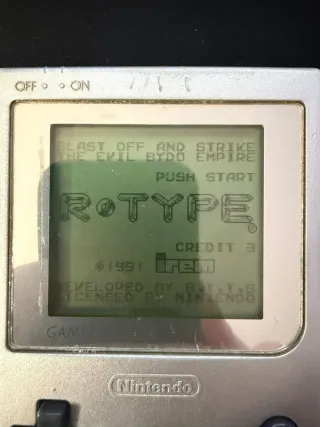 OFF ON
BLAST OFF AND STRIKE
THE EVIL BYDO EMPIRE
PUSH START
R•TYPE
CREDIT 3
©1991 irem
DEVELOPED BY B.I.T.S
LICENSED BY NINTENDO
GAME
Nintendo